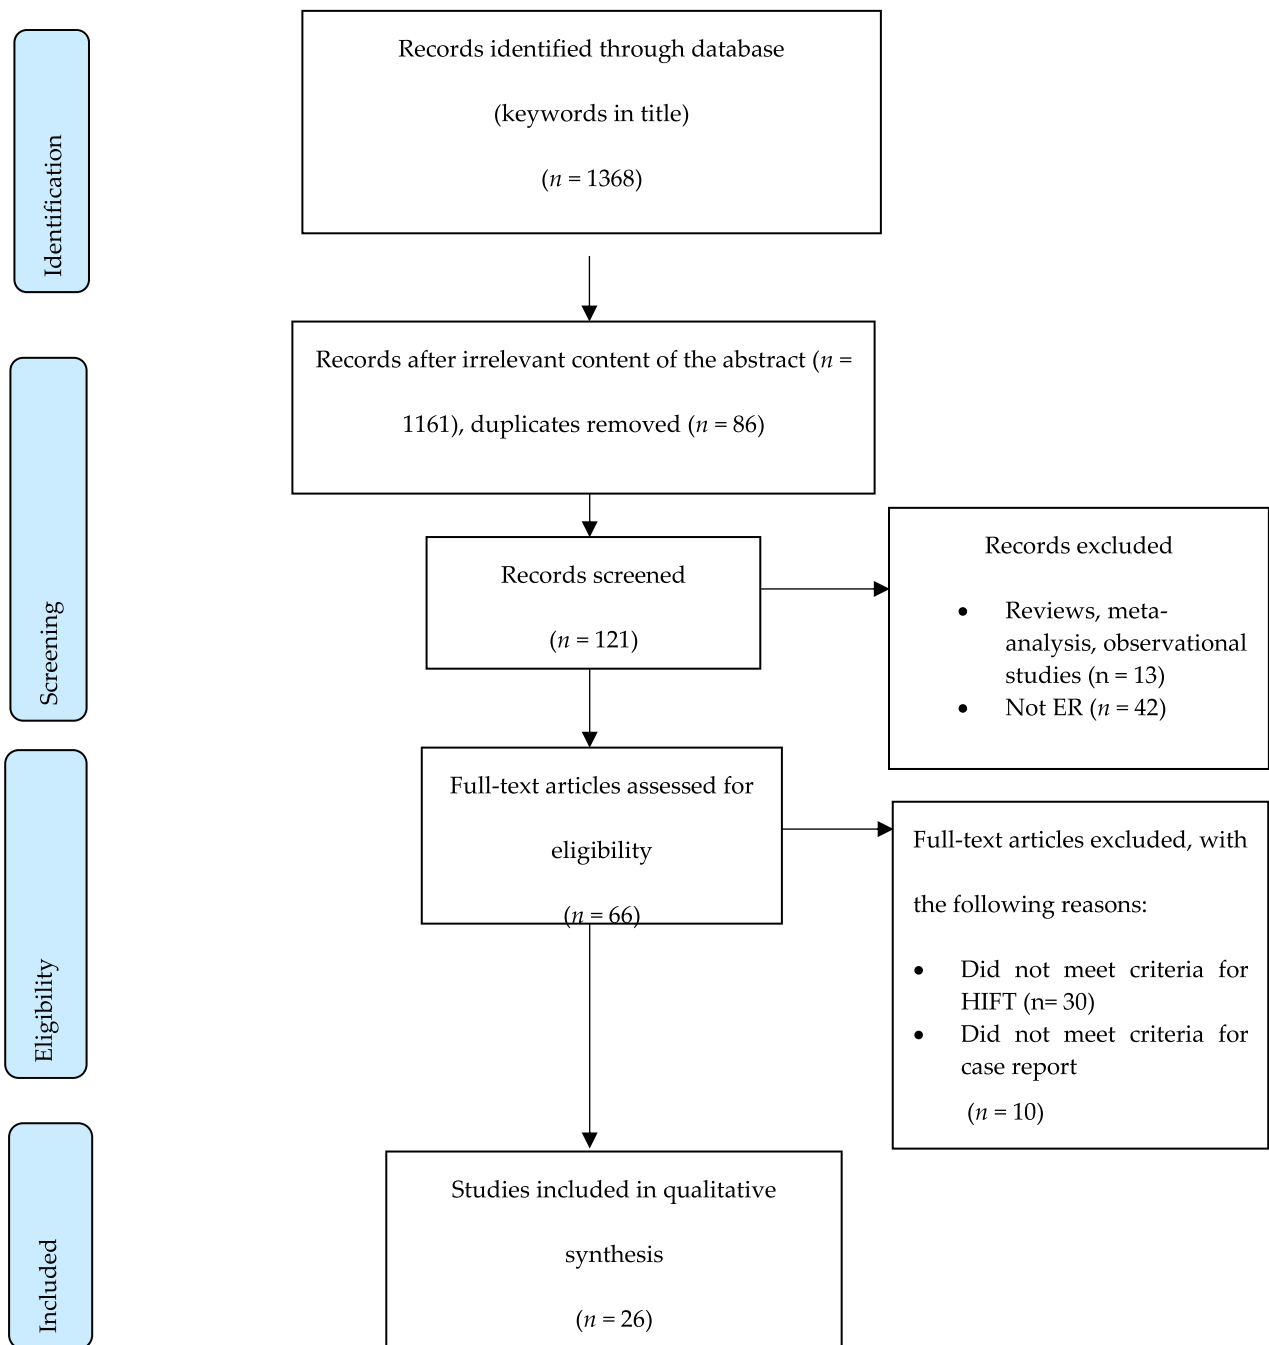 Identification
Records identified through database
(keywords in title)
(n = 1368)
Records after irrelevant content of the abstract (n =
1161), duplicates removed (n = 86)
Screening
Records screened
(n = 121)
Records excluded
• Reviews, meta-
analysis, observational
studies (n = 13)
• Not ER (n = 42)
Eligibility
Full-text articles assessed for
eligibility
(n = 66)
Full-text articles excluded, with
the following reasons:
• Did not meet criteria for
HIFT (n= 30)
• Did not meet criteria for
case report
(n = 10)
Included
Studies included in qualitative
synthesis
(n = 26)